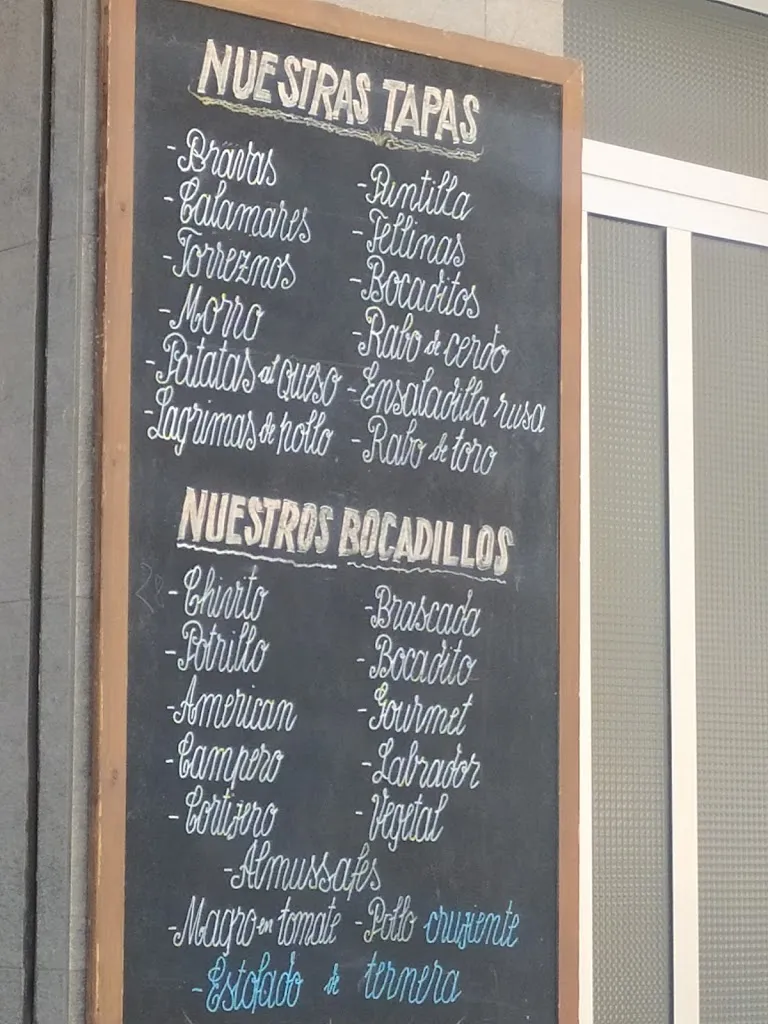 NUESTRAS TAPAS
-Bravas
-Calamares
-Torreznos
-Morro
-Patatas al Queso
-Lagrimas de pollo
-Puntilla
-Tellinas
-Bocaditos
-Rabo de cerdo
-Ensaladilla rusa
-Rabo de toro
NUESTROS BOCADILLOS
-Chivito
-Potrillo
-American
-Campero
-Cortijero
-Brascada
-Bocadito
-Gourmet
-Labrador
-Vegetal
-Almussafes
-Magro en tomate -Pollo crujiente
-Estofado de ternera